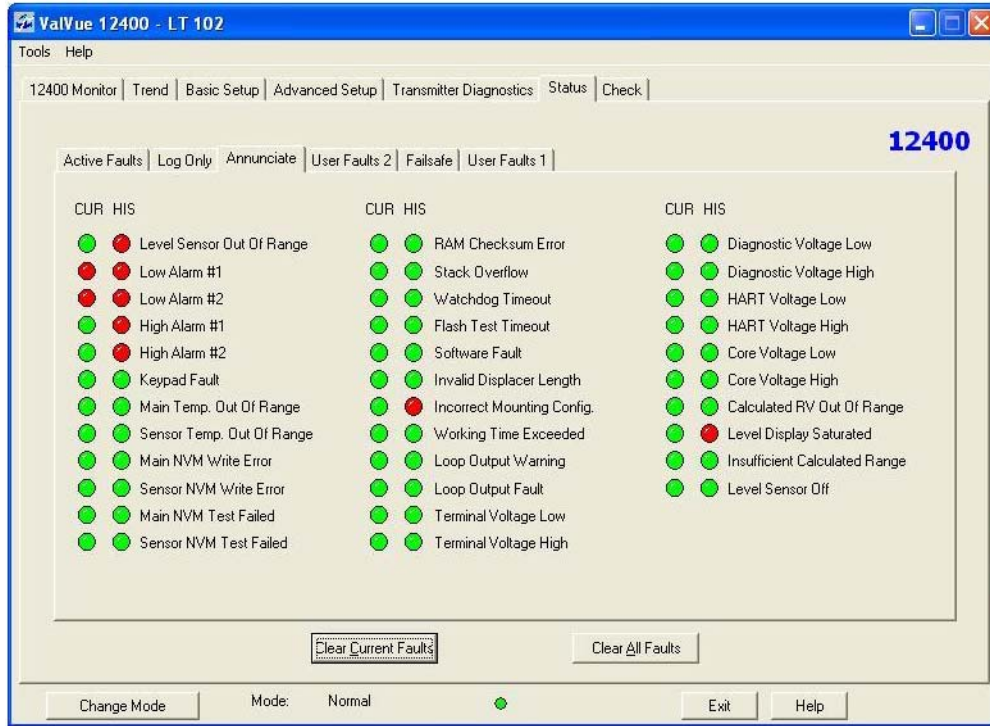 ValVue 12400 - LT 102
Tools Help
12400 Monitor Trend Basic Setup Advanced Setup Transmitter Diagnostics Status Check
12400
Active Faults Log Only Annunciate User Faults 2 Failsafe User Faults 1
CUR HIS
Level Sensor Out Of Range
Low Alarm #1
Low Alarm #2
High Alarm #1
High Alarm #2
Keypad Fault
Main Temp. Out Of Range
Sensor Temp. Out Of Range
Main NVM Write Error
Sensor NVM Write Error
Main NVM Test Failed
Sensor NVM Test Failed
CUR HIS
RAM Checksum Error
Stack Overflow
Watchdog Timeout
Flash Test Timeout
Software Fault
Invalid Displacer Length
Incorrect Mounting Config.
Working Time Exceeded
Loop Output Warning
Loop Output Fault
Terminal Voltage Low
Terminal Voltage High
CUR HIS
Diagnostic Voltage Low
Diagnostic Voltage High
HART Voltage Low
HART Voltage High
Core Voltage Low
Core Voltage High
Calculated RV Out Of Range
Level Display Saturated
Insufficient Calculated Range
Level Sensor Off
Clear Current Faults Clear All Faults
Change Mode Mode: Normal Exit Help